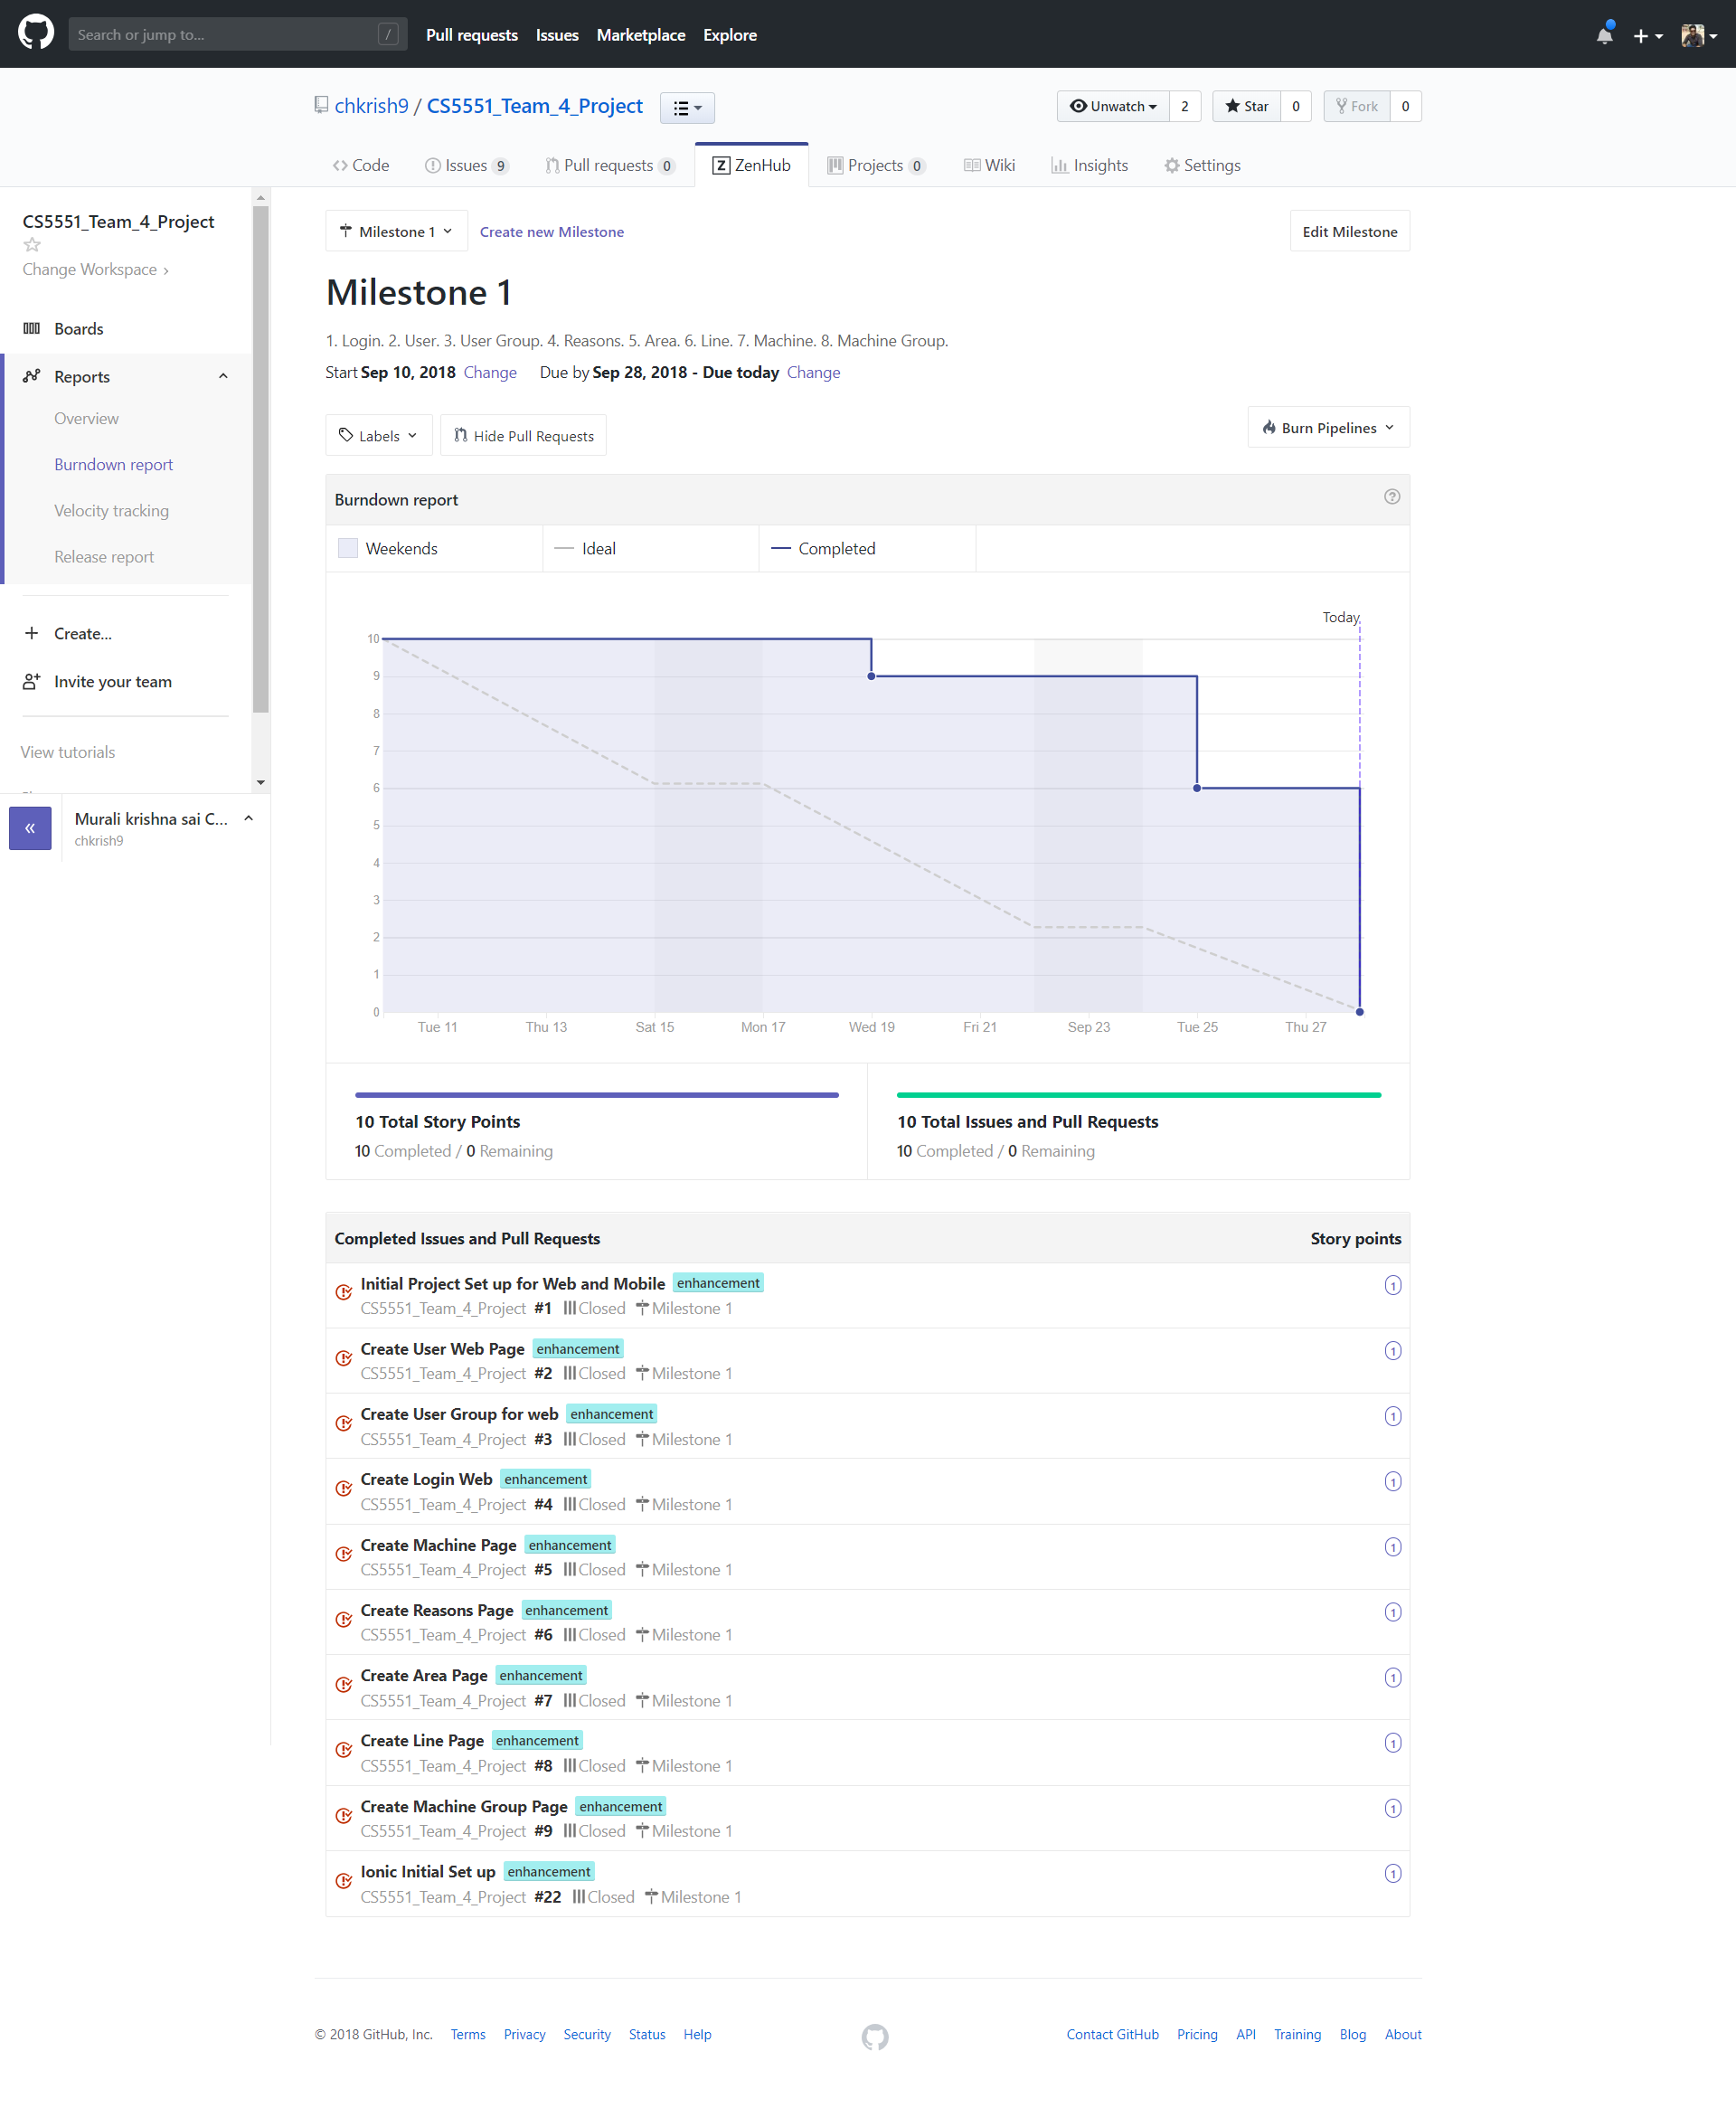 Search or jump to... / Pull requests Issues Marketplace Explore
chkrish9 / CS5551_Team_4_Project Unwatch 2 Star 0 Fork 0
Code Issues 9 Pull requests 0 ZenHub Projects 0 Wiki Insights Settings
CS5551_Team_4_Project
Change Workspace ›
Boards
Reports
Overview
Burndown report
Velocity tracking
Release report
Create...
Invite your team
View tutorials
Murali krishna sai C...
chkrish9
Milestone 1 Create new Milestone Edit Milestone
Milestone 1
1. Login. 2. User. 3. User Group. 4. Reasons. 5. Area. 6. Line. 7. Machine. 8. Machine Group.
Start Sep 10, 2018 Change Due by Sep 28, 2018 - Due today Change
Labels Hide Pull Requests Burn Pipelines
Burndown report
Weekends Ideal Completed
Today
10
9
8
7
6
5
4
3
2
1
0
Tue 11 Thu 13 Sat 15 Mon 17 Wed 19 Fri 21 Sep 23 Tue 25 Thu 27
10 Total Story Points
10 Completed / 0 Remaining
10 Total Issues and Pull Requests
10 Completed / 0 Remaining
Completed Issues and Pull Requests Story points
Initial Project Set up for Web and Mobile enhancement 1
CS5551_Team_4_Project #1 Closed Milestone 1
Create User Web Page enhancement 1
CS5551_Team_4_Project #2 Closed Milestone 1
Create User Group for web enhancement 1
CS5551_Team_4_Project #3 Closed Milestone 1
Create Login Web enhancement 1
CS5551_Team_4_Project #4 Closed Milestone 1
Create Machine Page enhancement 1
CS5551_Team_4_Project #5 Closed Milestone 1
Create Reasons Page enhancement 1
CS5551_Team_4_Project #6 Closed Milestone 1
Create Area Page enhancement 1
CS5551_Team_4_Project #7 Closed Milestone 1
Create Line Page enhancement 1
CS5551_Team_4_Project #8 Closed Milestone 1
Create Machine Group Page enhancement 1
CS5551_Team_4_Project #9 Closed Milestone 1
Ionic Initial Set up enhancement 1
CS5551_Team_4_Project #22 Closed Milestone 1
© 2018 GitHub, Inc. Terms Privacy Security Status Help Contact GitHub Pricing API Training Blog About